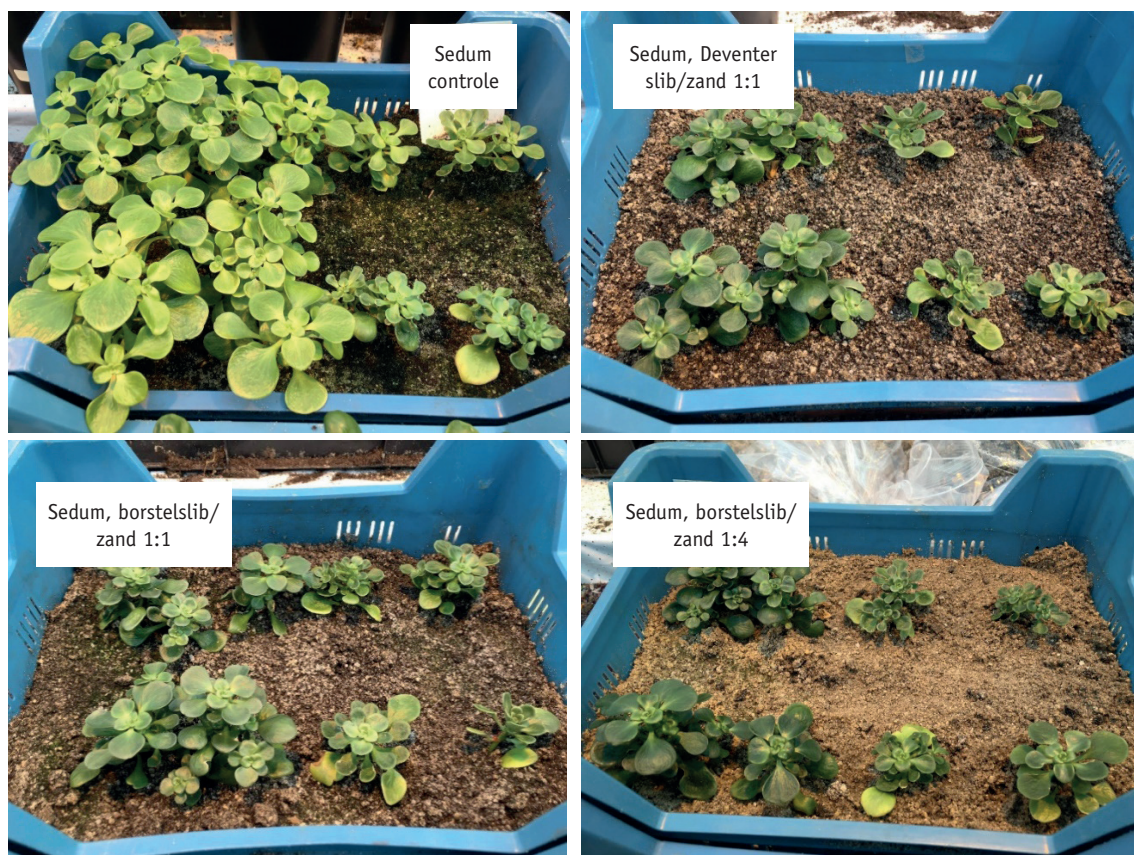 Sedum
controle
Sedum, Deventer
slib/zand 1:1
Sedum, borstelslib/
zand 1:1
Sedum, borstelslib/
zand 1:4